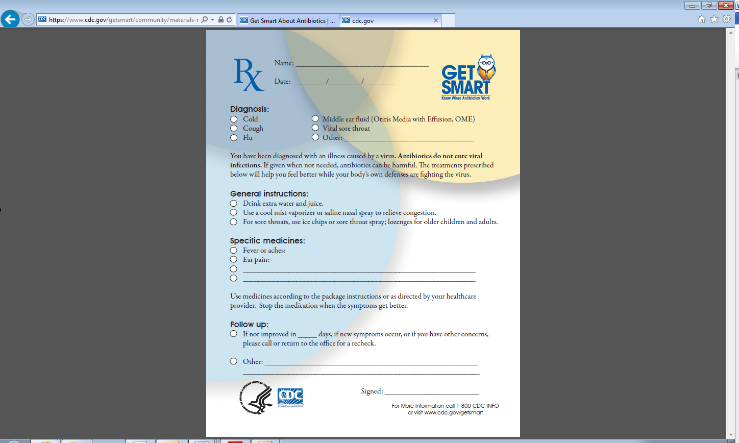 https://www.cdc.gov/getsmart/community/materials-r
Get Smart About Antibiotics | ...
cdc.gov
Rx
Name:
Date: / /
GET
SMART
Know When Antibiotics Work
Diagnosis:
Cold
Middle ear fluid (Otitis Media with Effusion, OME)
Cough
Viral sore throat
Flu
Other:
You have been diagnosed with an illness caused by a virus. Antibiotics do not cure viral
infections. If given when not needed, antibiotics can be harmful. The treatments prescribed
below will help you feel better while your body's own defenses are fighting the virus.
General instructions:
Drink extra water and juice.
Use a cool mist vaporizer or saline nasal spray to relieve congestion.
For sore throats, use ice chips or sore throat spray; lozenges for older children and adults.
Specific medicines:
Fever or aches:
Ear pain:
Use medicines according to the package instructions or as directed by your healthcare
provider. Stop the medication when the symptoms get better.
Follow up:
If not improved in _____ days, if new symptoms occur, or if you have other concerns,
please call or return to the office for a recheck.
Other:
CDC
Signed:
For More Information call 1-800-CDC-INFO
or visit www.cdc.gov/getsmart